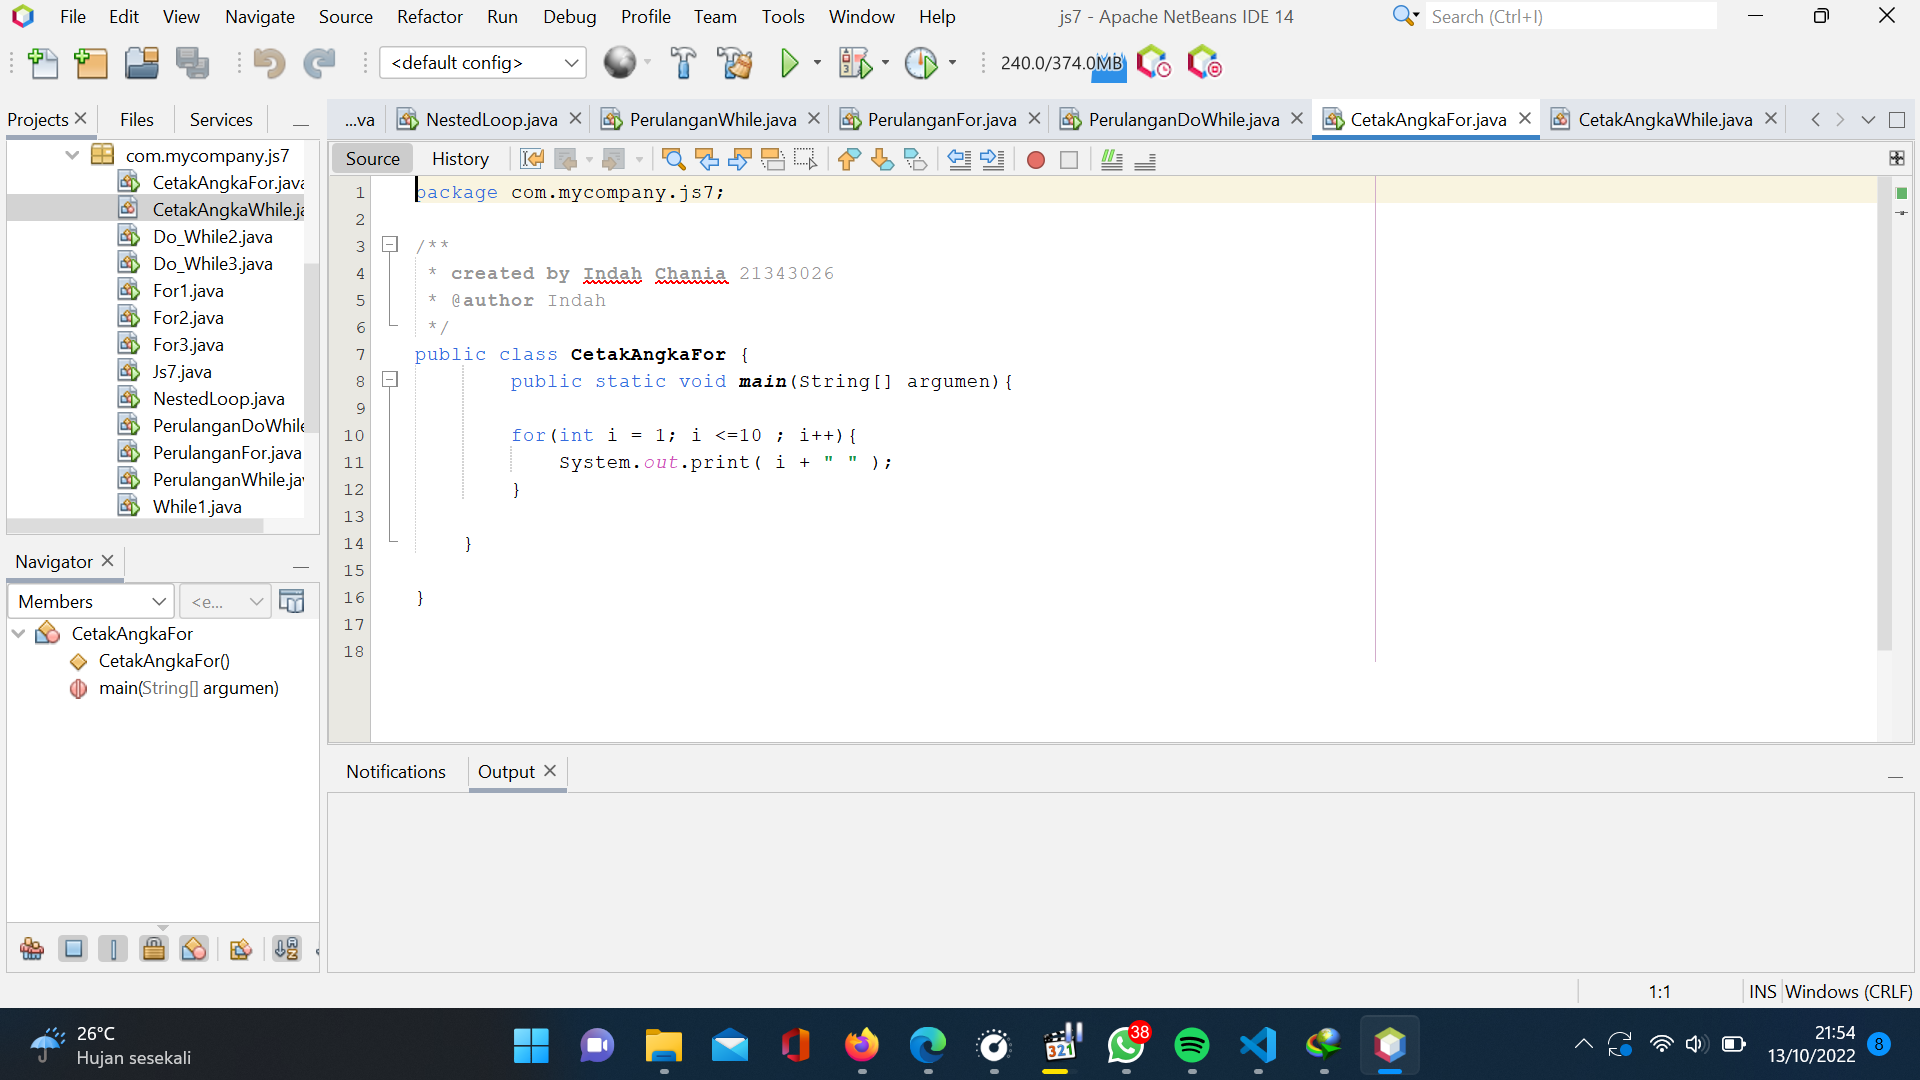 File Edit View Navigate Source Refactor Run Debug Profile Team Tools Window Help js7 - Apache NetBeans IDE 14 Search (Ctrl+I)
<default config> 240.0/374.0MB
Projects Files Services
...va NestedLoop.java PerulanganWhile.java PerulanganFor.java PerulanganDoWhile.java CetakAngkaFor.java CetakAngkaWhile.java
com.mycompany.js7
CetakAngkaFor.java
CetakAngkaWhile.ja
Do_While2.java
Do_While3.java
For1.java
For2.java
For3.java
Js7.java
NestedLoop.java
PerulanganDoWhile
PerulanganFor.java
PerulanganWhile.jav
While1.java
Source History
1 package com.mycompany.js7;
2
3 /**
4 * created by Indah Chania 21343026
5 * @author Indah
6 */
7 public class CetakAngkaFor {
8 public static void main(String[] argumen){
9
10 for(int i = 1; i <=10 ; i++){
11 System.out.print( i + " " );
12 }
13
14 }
15
16 }
17
18
Navigator
Members <e...
CetakAngkaFor
CetakAngkaFor()
main(String[] argumen)
Notifications Output
1:1 INS Windows (CRLF)
26°C
Hujan sesekali
321
38
21:54
13/10/2022
8